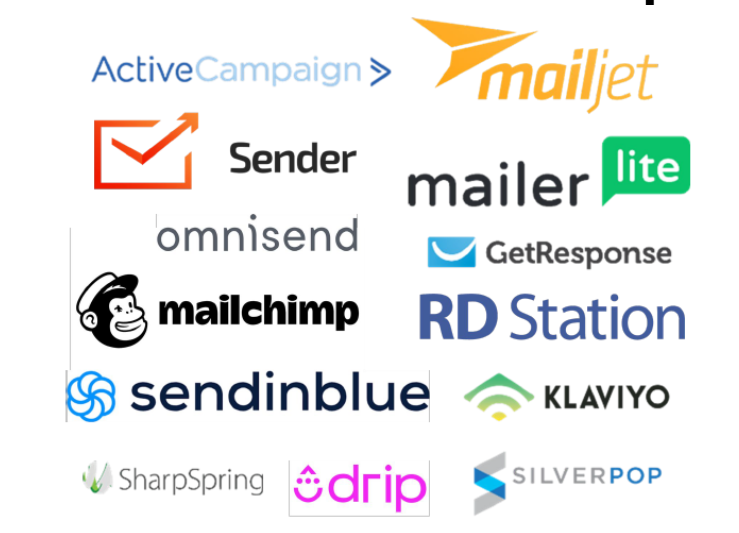 ActiveCampaign >
mailjet
Sender
mailer lite
omnisend
GetResponse
mailchimp
RD Station
sendinblue
KLAVIYO
SharpSpring
drip
SILVERPOP